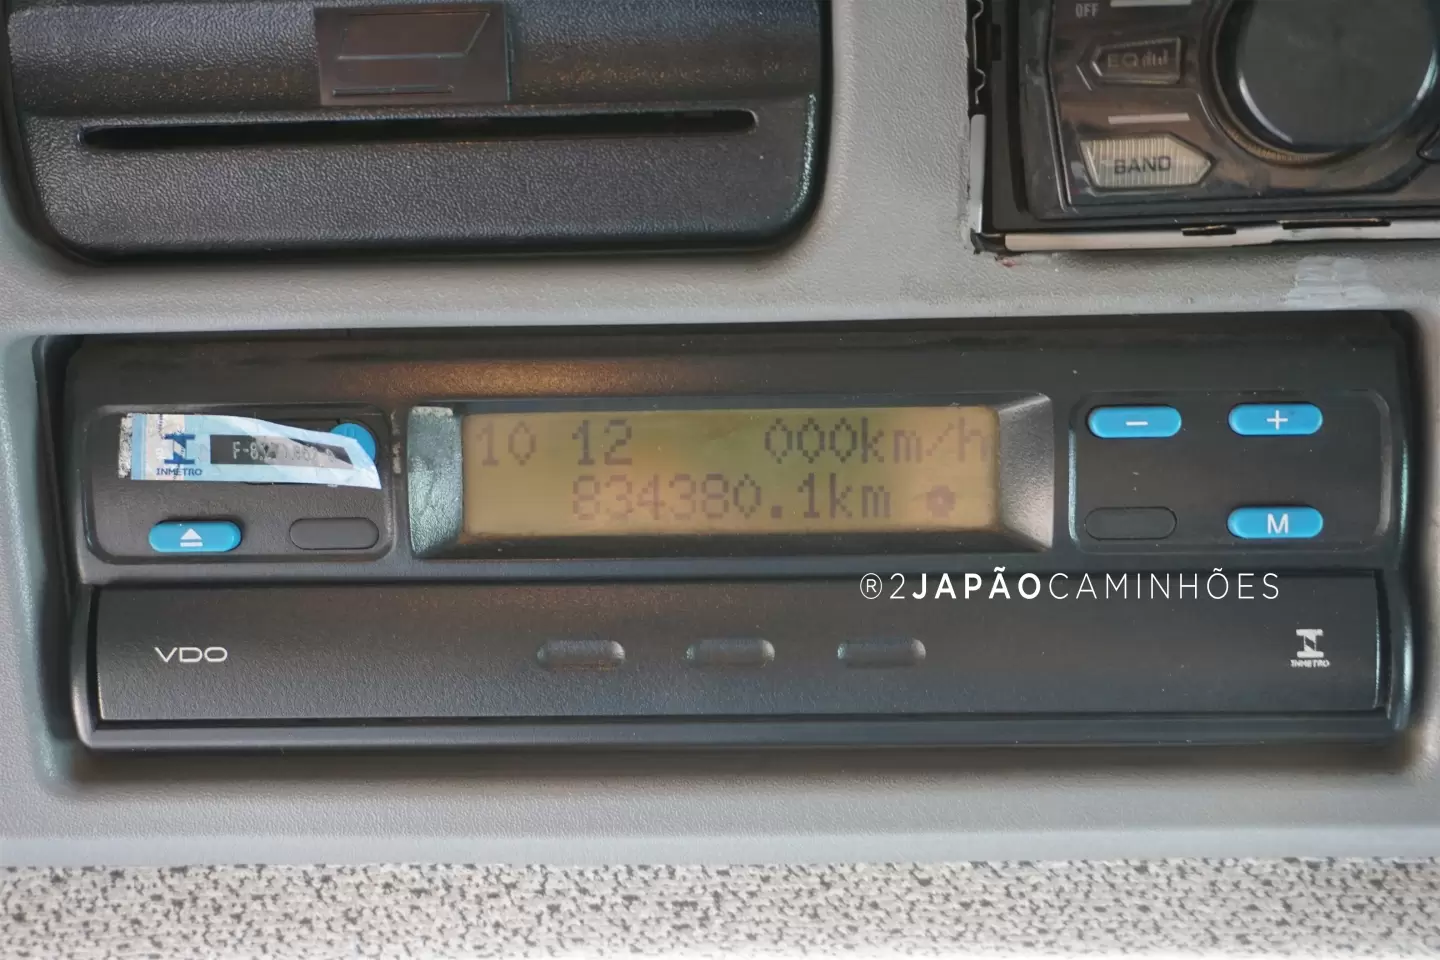 OFF
EQ
BAND
10 12 000km/h
834380.1km
INMETRO
− +
M
®2JAPÃOCAMINHÕES
VDO
INMETRO